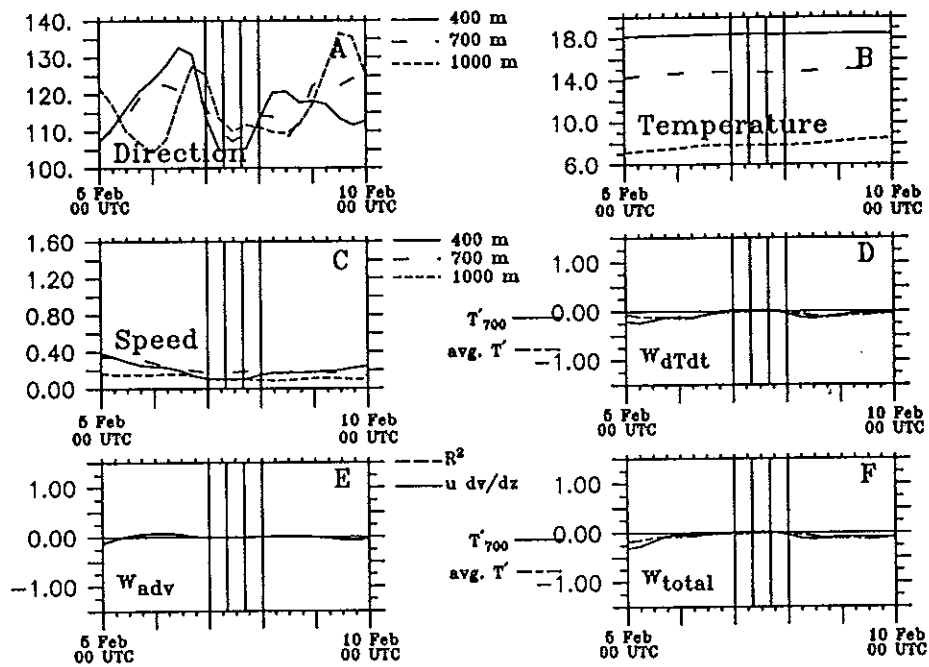 400 m
700 m
1000 m
140.
130.
120.
110.
100.
A
Direction
5 Feb
00 UTC
10 Feb
00 UTC
18.0
14.0
10.0
6.0
B
Temperature
5 Feb
00 UTC
10 Feb
00 UTC
1.60
1.20
0.80
0.40
0.00
C
Speed
400 m
700 m
1000 m
5 Feb
00 UTC
10 Feb
00 UTC
1.00
0.00
-1.00
D
T'700
avg. T'
WdTdt
5 Feb
00 UTC
10 Feb
00 UTC
1.00
0.00
-1.00
E
Wadv
R²
u dv/dz
5 Feb
00 UTC
10 Feb
00 UTC
1.00
0.00
-1.00
F
T'700
avg. T'
Wtotal
5 Feb
00 UTC
10 Feb
00 UTC